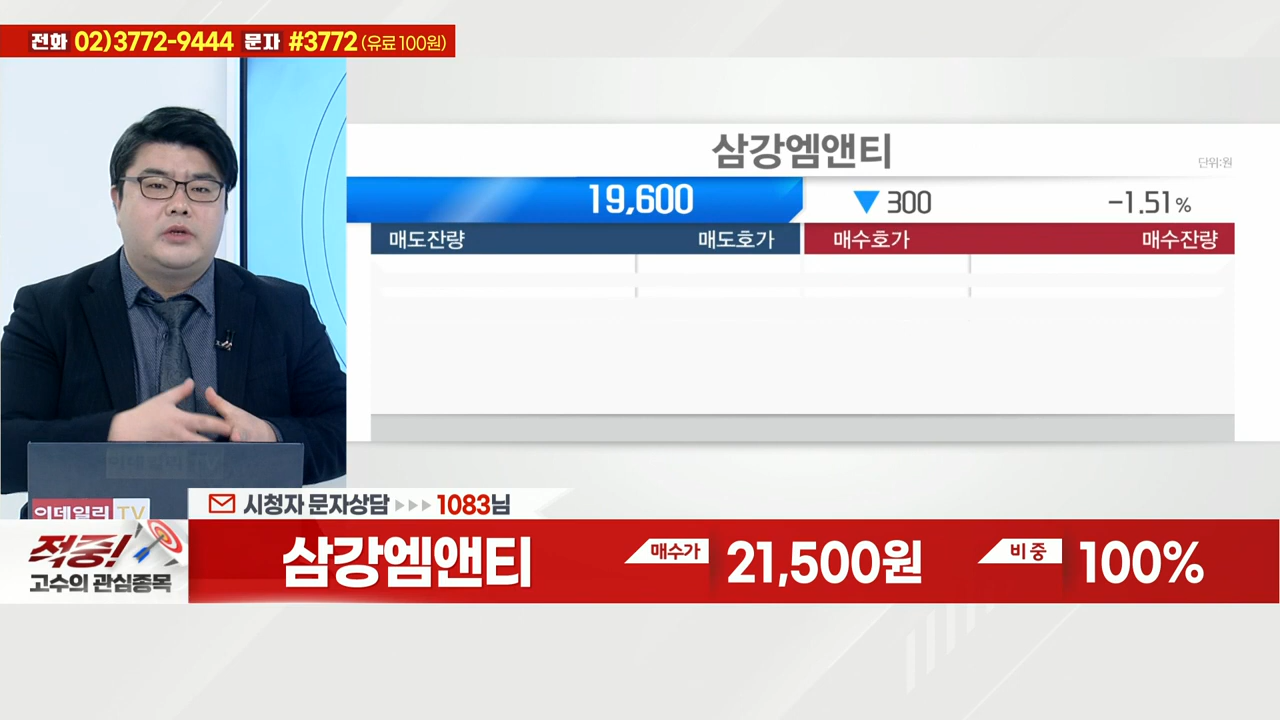 전화 02)3772-9444 문자 #3772 (유료 100원)
삼강엠앤티
단위:원
19,600 ▼ 300 -1.51 %
매도잔량 매도호가 매수호가 매수잔량
이데일리 TV
시청자 문자상담 ▷▷▷ 1083님
적중!
고수의 관심종목
삼강엠앤티 매수가 21,500원 비중 100%